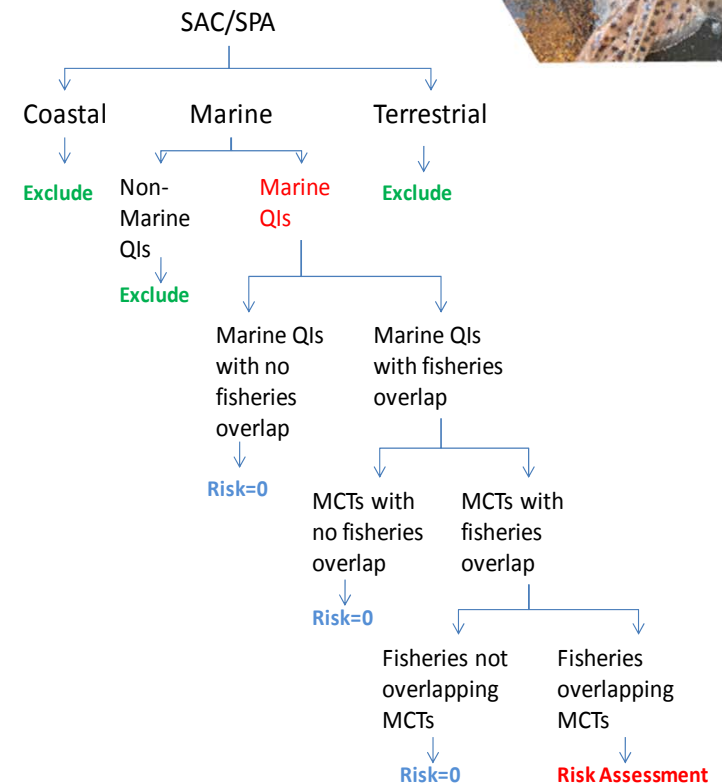 SAC/SPA
Coastal
Marine
Terrestrial
Exclude
Non-
Marine
QIs
Marine
QIs
Exclude
Exclude
Marine QIs
with no
fisheries
overlap
Marine QIs
with fisheries
overlap
Risk=0
MCTs with
no fisheries
overlap
MCTs with
fisheries
overlap
Risk=0
Fisheries not
overlapping
MCTs
Fisheries
overlapping
MCTs
Risk=0
Risk Assessment